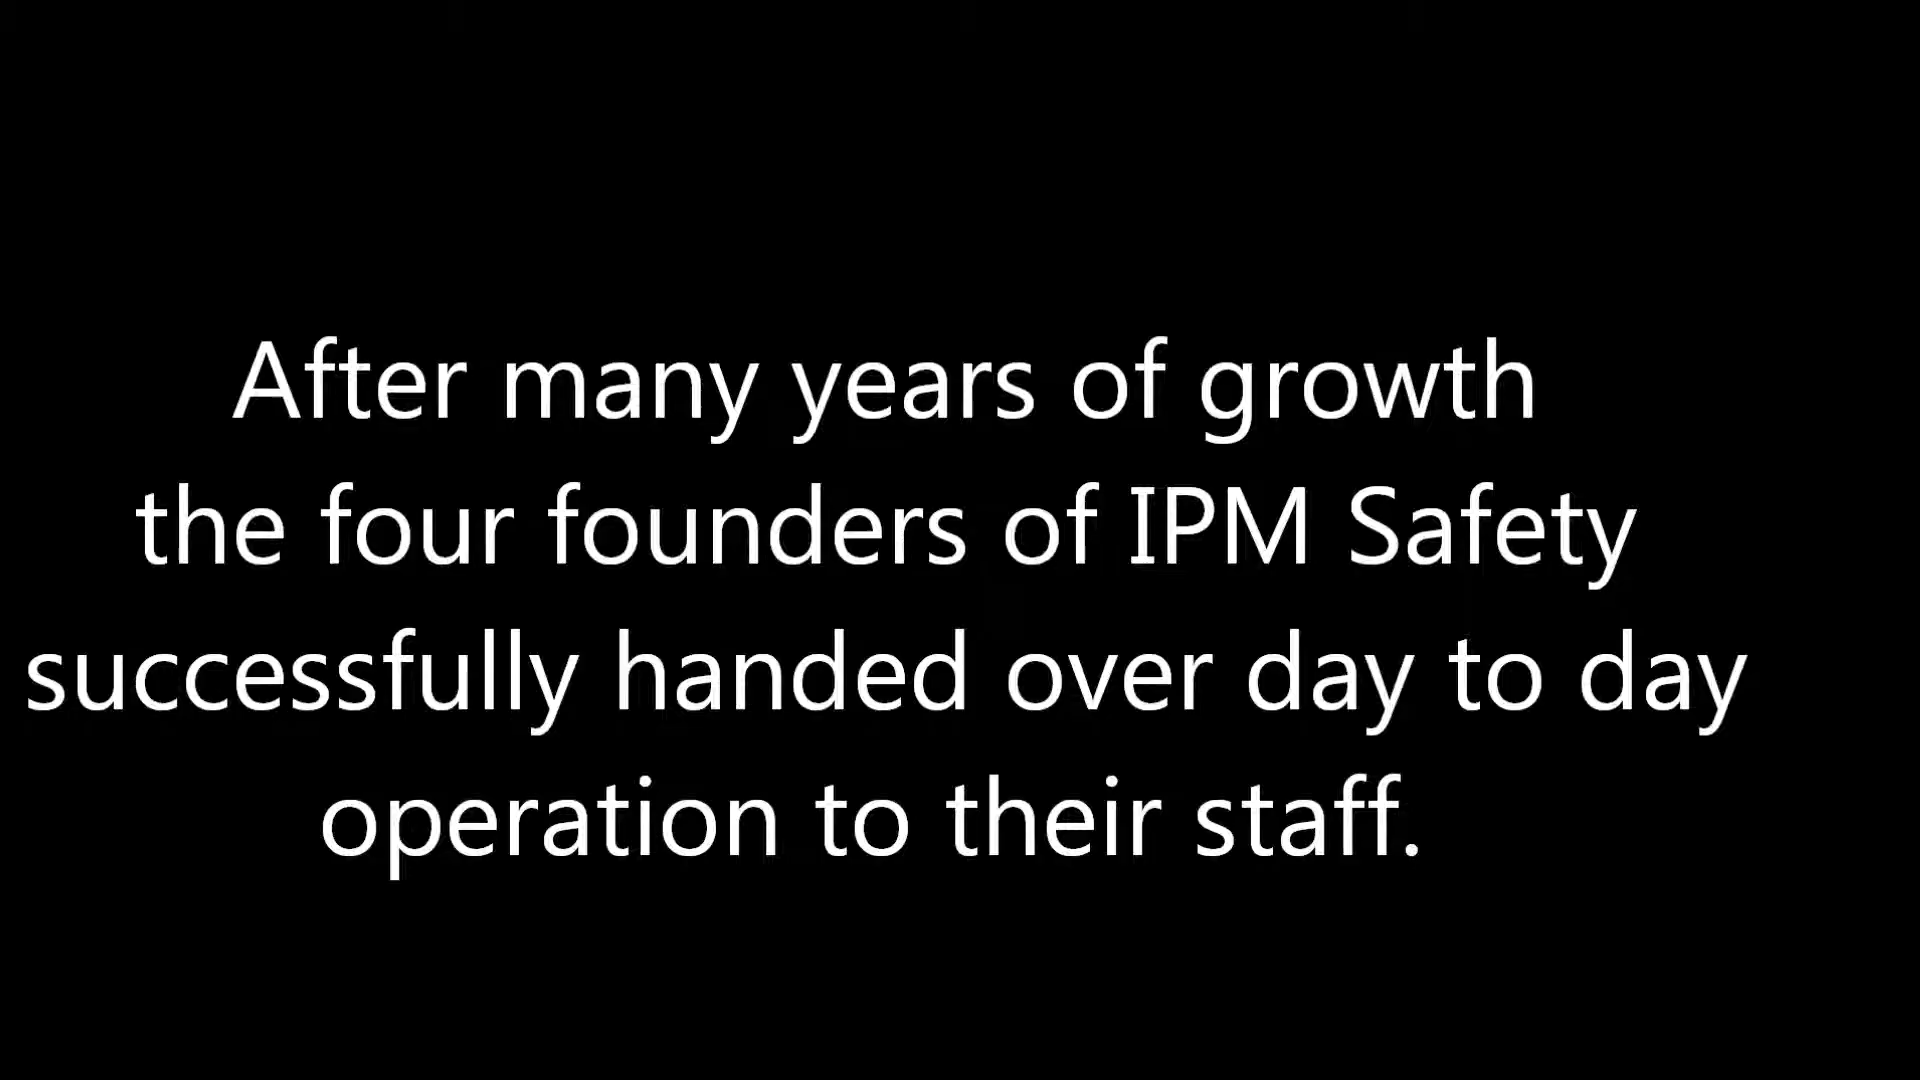 After many years of growth
the four founders of IPM Safety
successfully handed over day to day
operation to their staff.